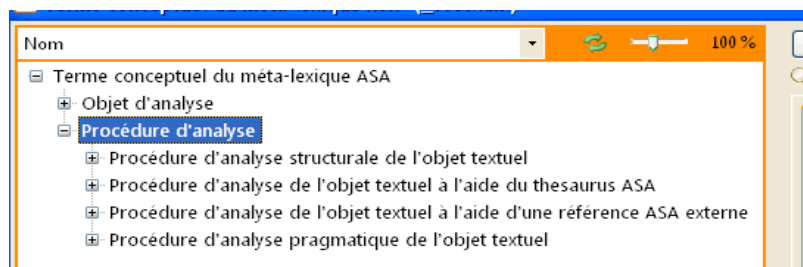 Nom 100 %
Terme conceptuel du méta-lexique ASA
Objet d'analyse
Procédure d'analyse
Procédure d'analyse structurale de l'objet textuel
Procédure d'analyse de l'objet textuel à l'aide du thesaurus ASA
Procédure d'analyse de l'objet textuel à l'aide d'une référence ASA externe
Procédure d'analyse pragmatique de l'objet textuel